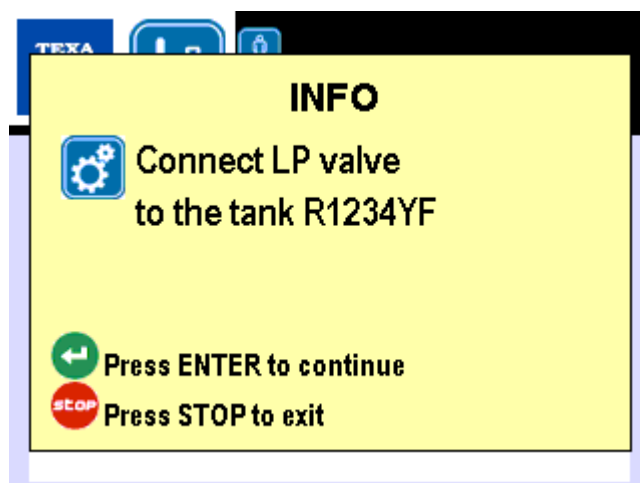 TEXA
INFO
Connect LP valve
to the tank R1234YF
Press ENTER to continue
stop
Press STOP to exit